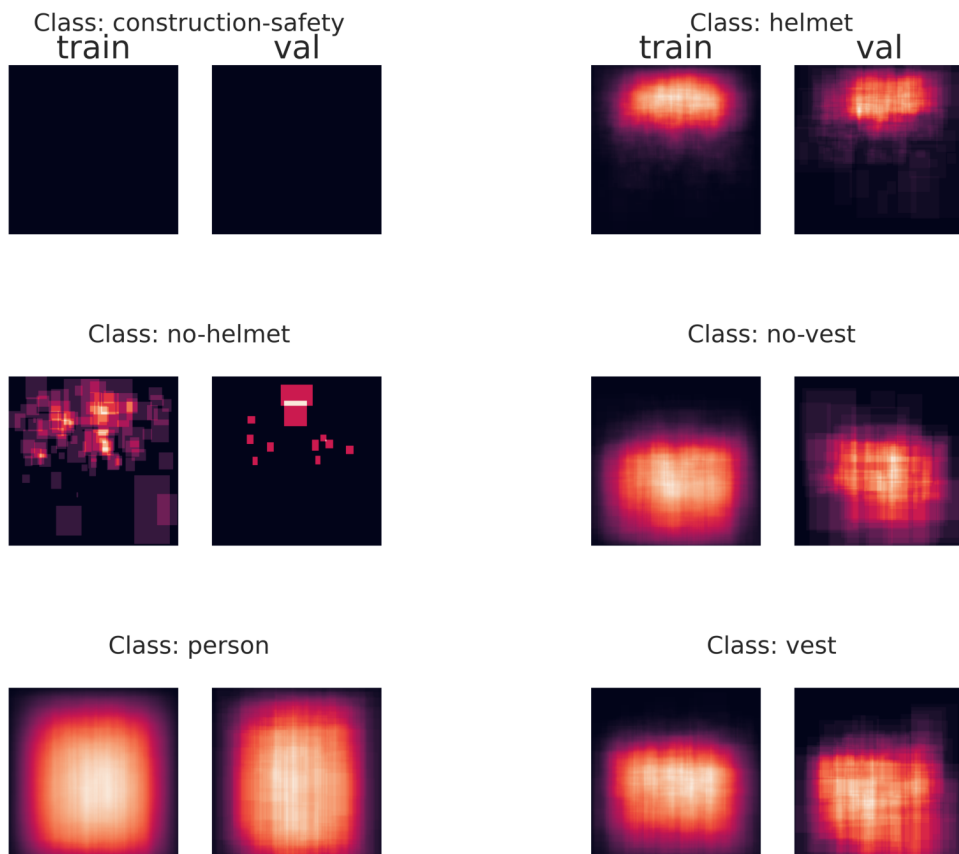 Class: construction-safety
train val
Class: helmet
train val
Class: no-helmet
Class: no-vest
Class: person
Class: vest